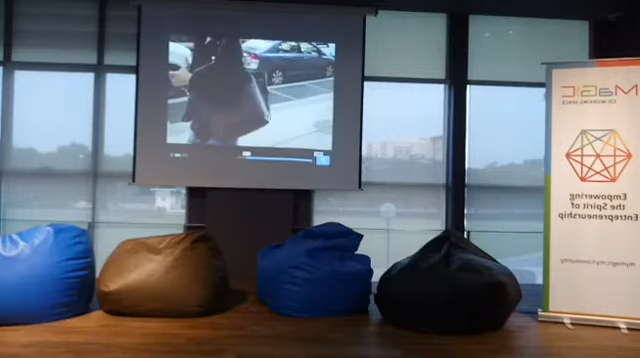 MaGIC
CO-WORKING SPACE
Empowering
the Spirit of
Entrepreneurship
mymagic.my/community